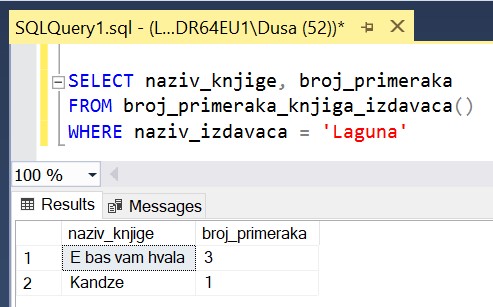 SQLQuery1.sql - (L...DR64EU1\Dusa (52))*
SELECT naziv_knjige, broj_primeraka
FROM broj_primeraka_knjiga_izdavaca()
WHERE naziv_izdavaca = 'Laguna'
100 %
Results Messages
naziv_knjige broj_primeraka
1 E bas vam hvala 3
2 Kandze 1